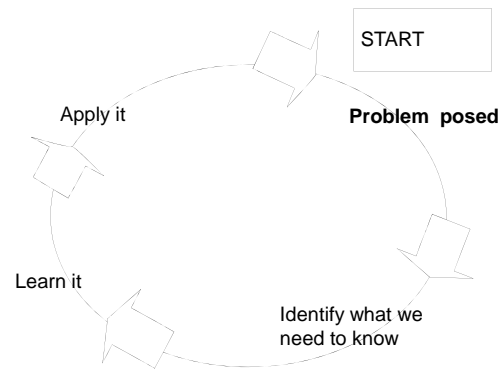 START
Problem posed
Identify what we
need to know
Learn it
Apply it